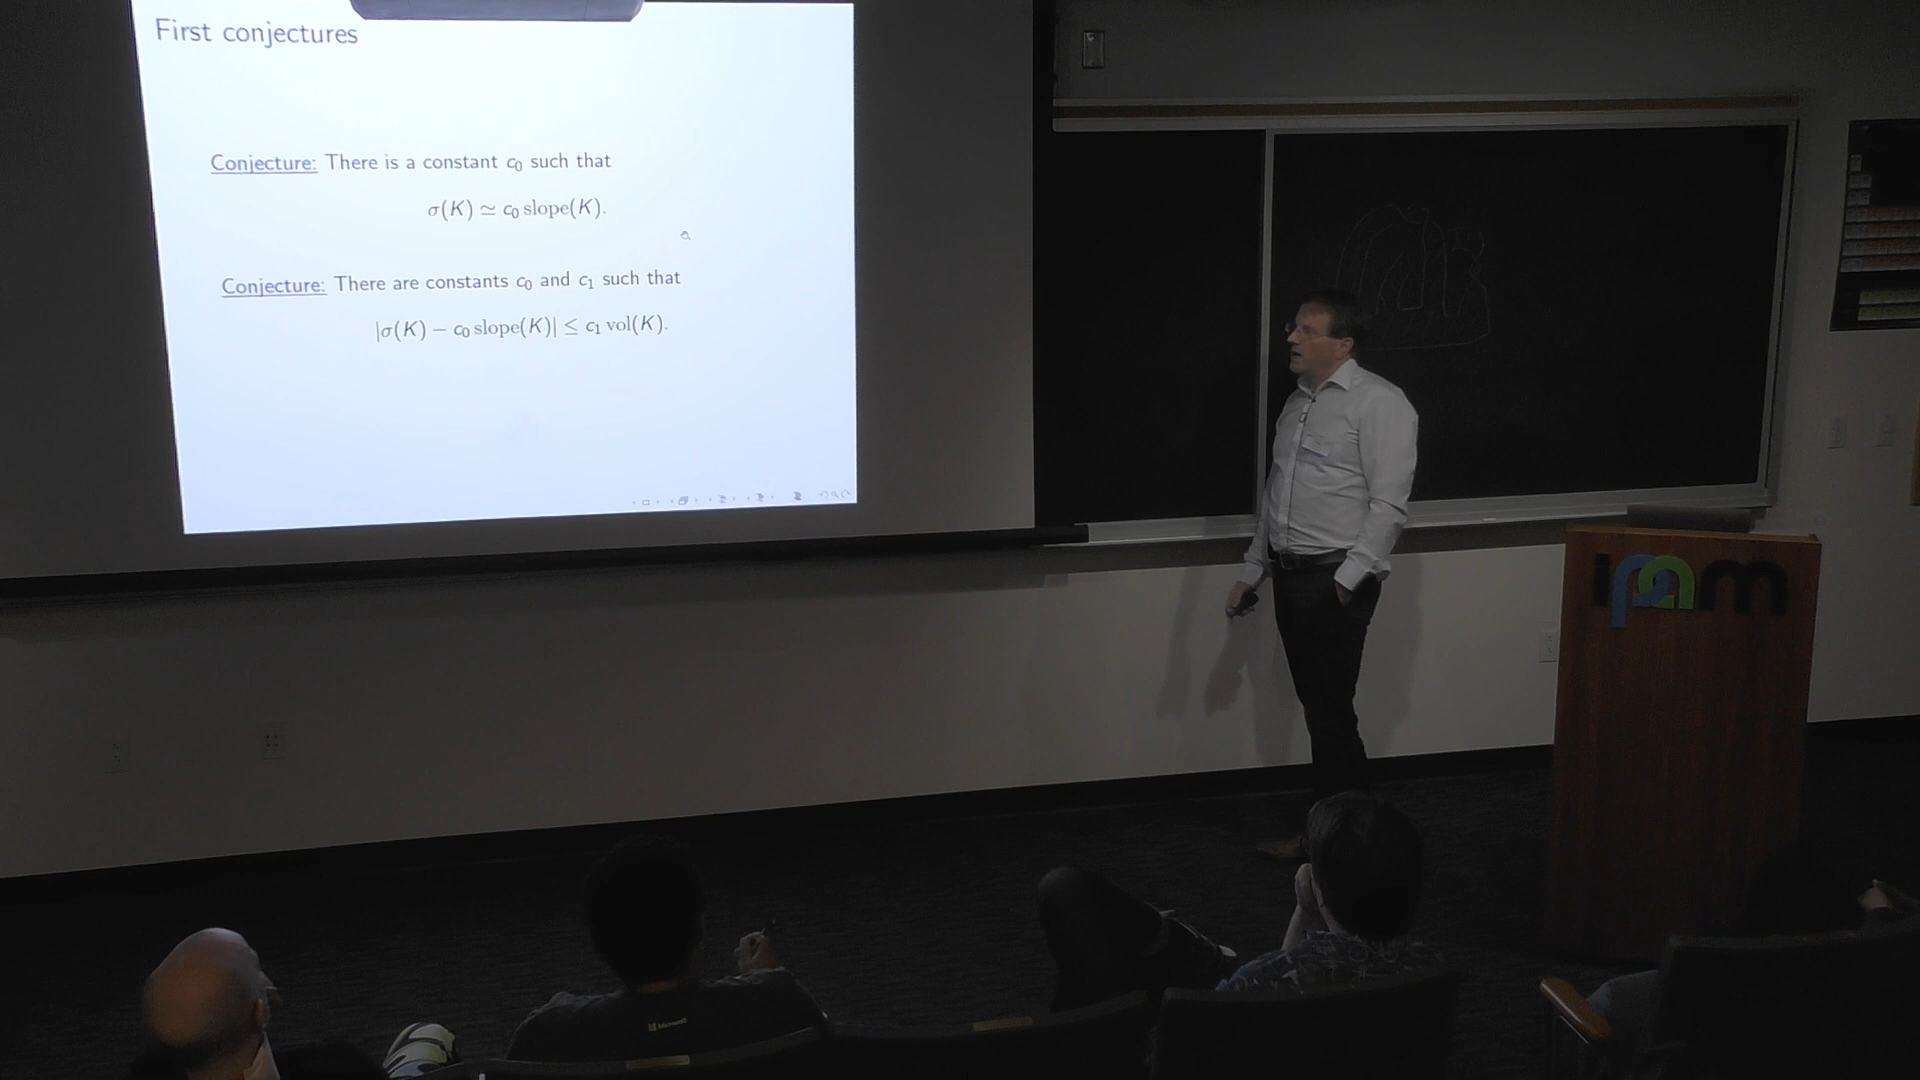 First conjectures
Conjecture: There is a constant c₀ such that
σ(K) ≃ c₀ slope(K).
Conjecture: There are constants c₀ and c₁ such that
|σ(K) − c₀ slope(K)| ≤ c₁ vol(K).
ipam
Microsoft